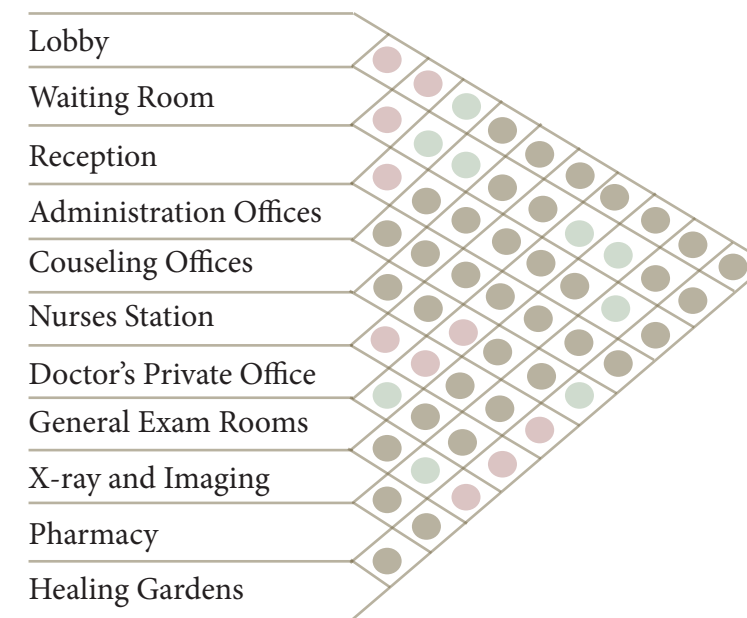 Lobby
Waiting Room
Reception
Administration Offices
Couseling Offices
Nurses Station
Doctor's Private Office
General Exam Rooms
X-ray and Imaging
Pharmacy
Healing Gardens